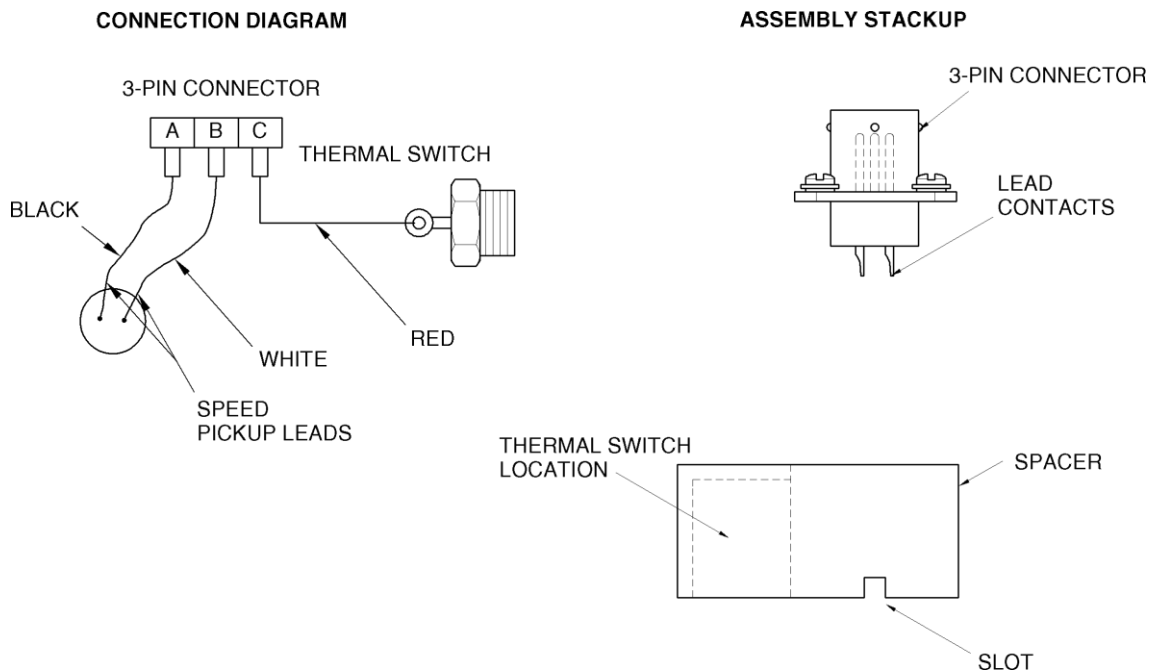 CONNECTION DIAGRAM
ASSEMBLY STACKUP
3-PIN CONNECTOR
A B C
THERMAL SWITCH
BLACK
RED
WHITE
SPEED
PICKUP LEADS
3-PIN CONNECTOR
LEAD
CONTACTS
THERMAL SWITCH
LOCATION
SPACER
SLOT